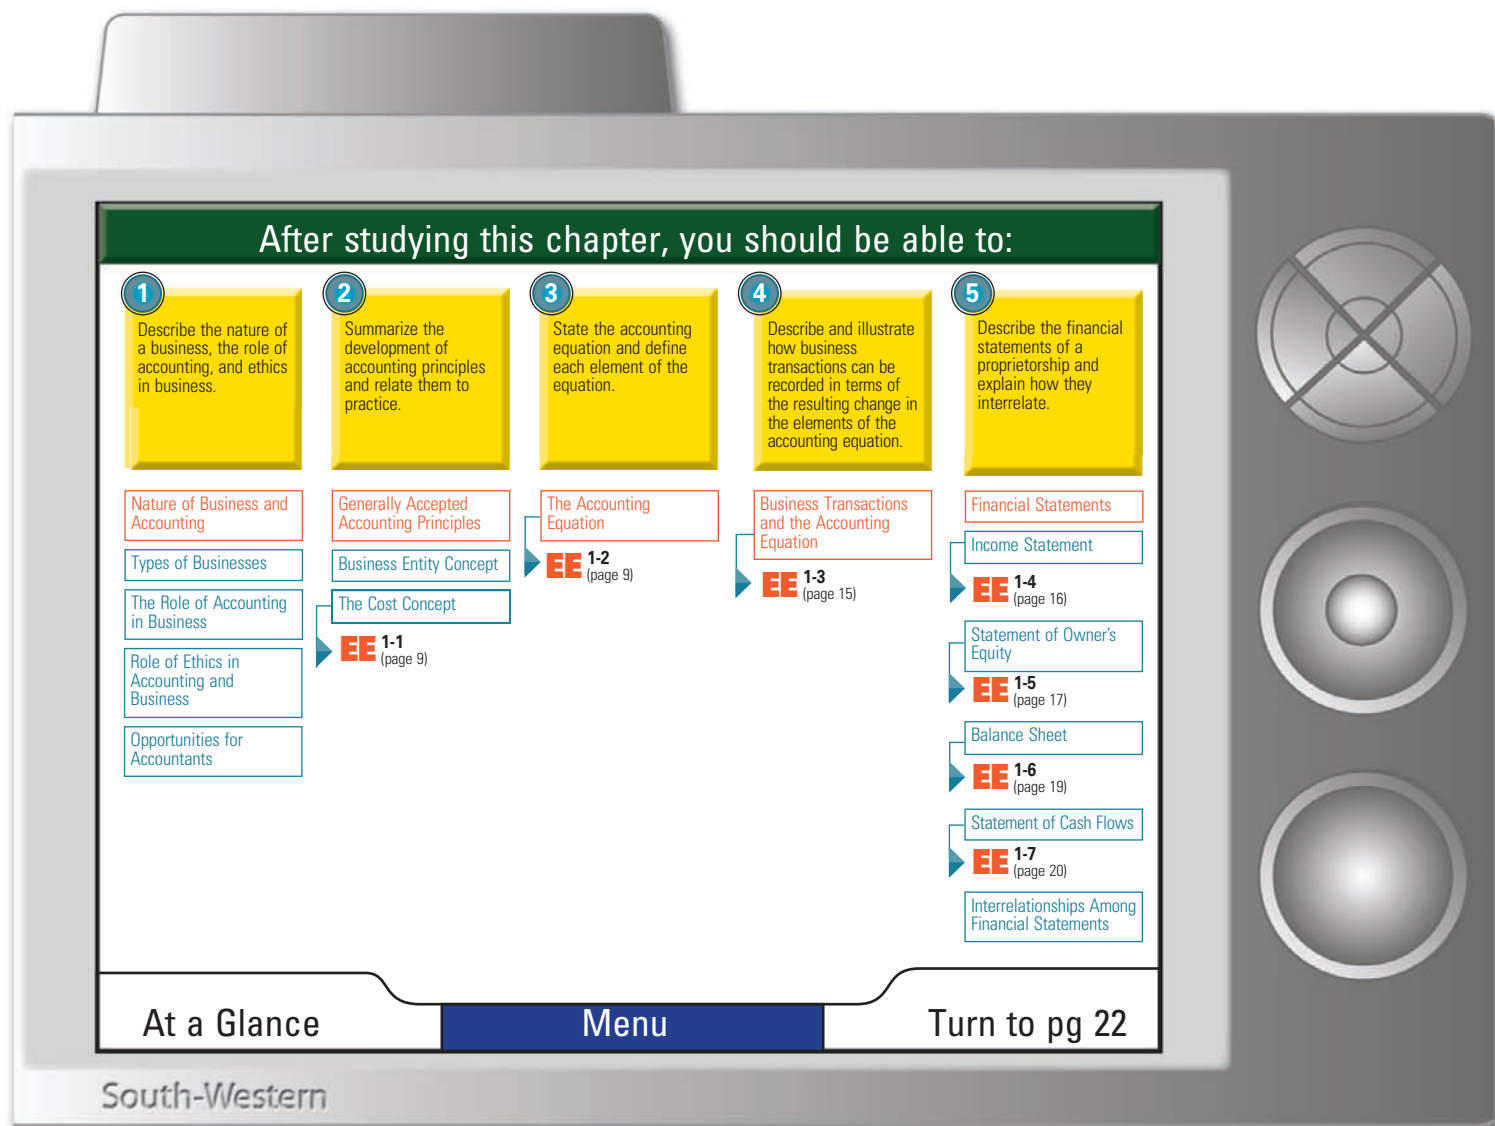 After studying this chapter, you should be able to:
1
Describe the nature of
a business, the role of
accounting, and ethics
in business.
Nature of Business and
Accounting
Types of Businesses
The Role of Accounting
in Business
Role of Ethics in
Accounting and
Business
Opportunities for
Accountants
2
Summarize the
development of
accounting principles
and relate them to
practice.
Generally Accepted
Accounting Principles
Business Entity Concept
The Cost Concept
EE 1-1
(page 9)
3
State the accounting
equation and define
each element of the
equation.
The Accounting
Equation
EE 1-2
(page 9)
4
Describe and illustrate
how business
transactions can be
recorded in terms of
the resulting change in
the elements of the
accounting equation.
Business Transactions
and the Accounting
Equation
EE 1-3
(page 15)
5
Describe the financial
statements of a
proprietorship and
explain how they
interrelate.
Financial Statements
Income Statement
EE 1-4
(page 16)
Statement of Owner's
Equity
EE 1-5
(page 17)
Balance Sheet
EE 1-6
(page 19)
Statement of Cash Flows
EE 1-7
(page 20)
Interrelationships Among
Financial Statements
At a Glance
Menu
Turn to pg 22
South-Western